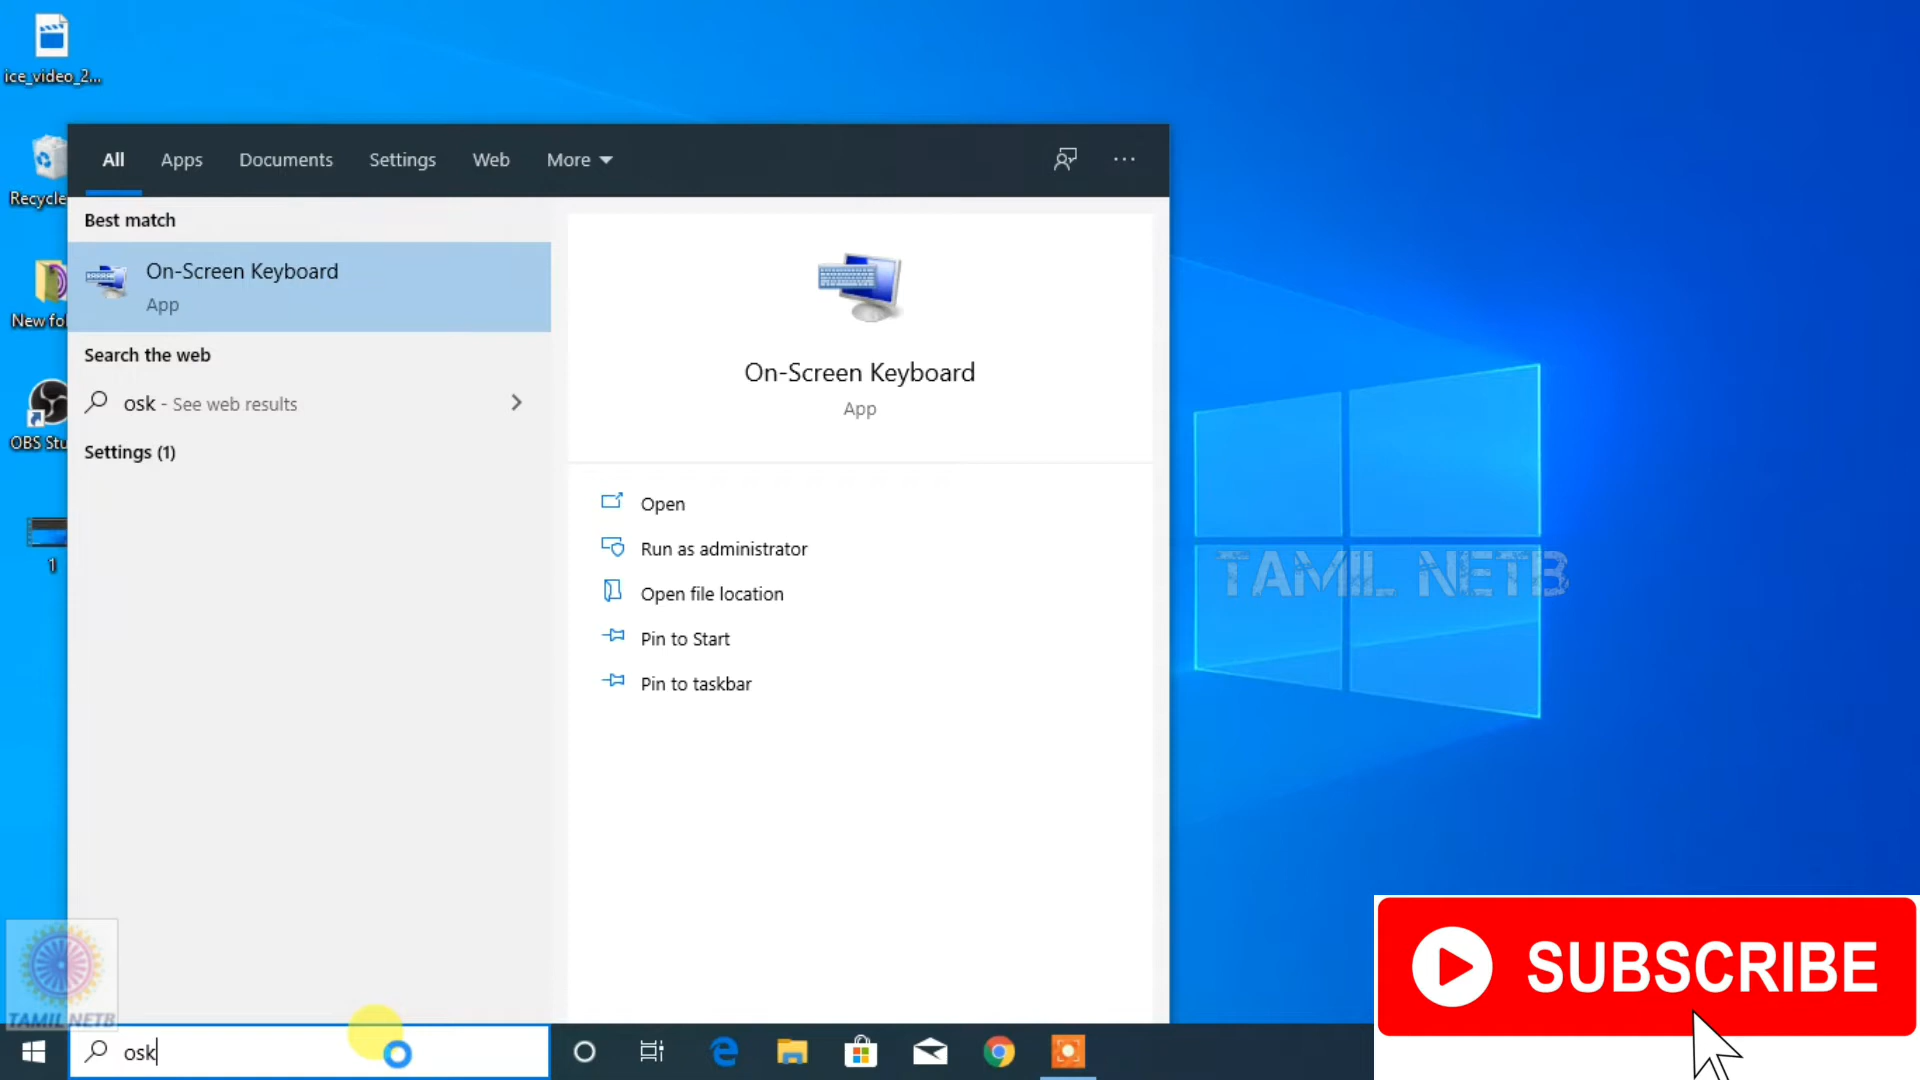 ice_video_2...
Recycle
New fol
OBS Stu
1
All Apps Documents Settings Web More
Best match
On-Screen Keyboard
App
Search the web
osk - See web results
Settings (1)
On-Screen Keyboard
App
Open
Run as administrator
Open file location
Pin to Start
Pin to taskbar
TAMIL NETB
TAMIL NETB
SUBSCRIBE
osk